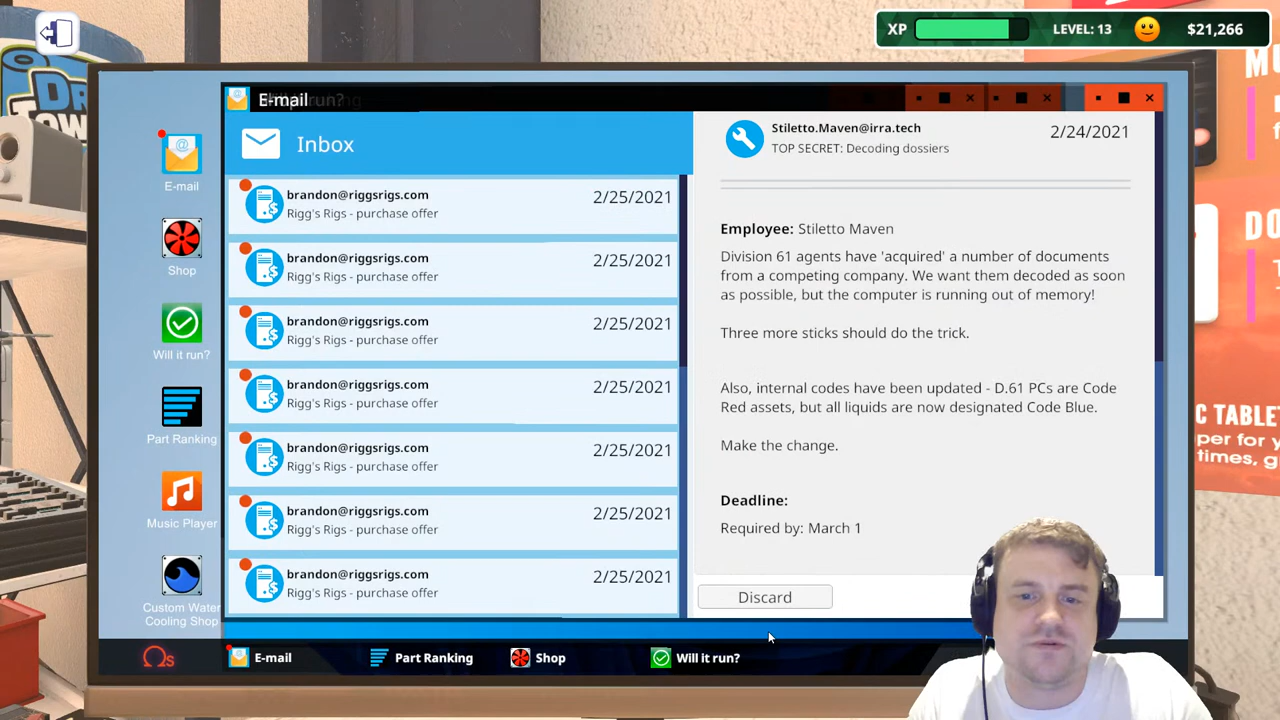 XP LEVEL: 13 $21,266
E-mail
Inbox
brandon@riggsrigs.com 2/25/2021
Rigg's Rigs - purchase offer
brandon@riggsrigs.com 2/25/2021
Rigg's Rigs - purchase offer
brandon@riggsrigs.com 2/25/2021
Rigg's Rigs - purchase offer
brandon@riggsrigs.com 2/25/2021
Rigg's Rigs - purchase offer
brandon@riggsrigs.com 2/25/2021
Rigg's Rigs - purchase offer
brandon@riggsrigs.com 2/25/2021
Rigg's Rigs - purchase offer
brandon@riggsrigs.com 2/25/2021
Rigg's Rigs - purchase offer
Stiletto.Maven@irra.tech 2/24/2021
TOP SECRET: Decoding dossiers
Employee: Stiletto Maven
Division 61 agents have 'acquired' a number of documents
from a competing company. We want them decoded as soon
as possible, but the computer is running out of memory!
Three more sticks should do the trick.
Also, internal codes have been updated - D.61 PCs are Code
Red assets, but all liquids are now designated Code Blue.
Make the change.
Deadline:
Required by: March 1
Discard
E-mail
Shop
Will it run?
Part Ranking
Music Player
Custom Water
Cooling Shop
E-mail Part Ranking Shop Will it run?
C TABLET
per for y
times, g